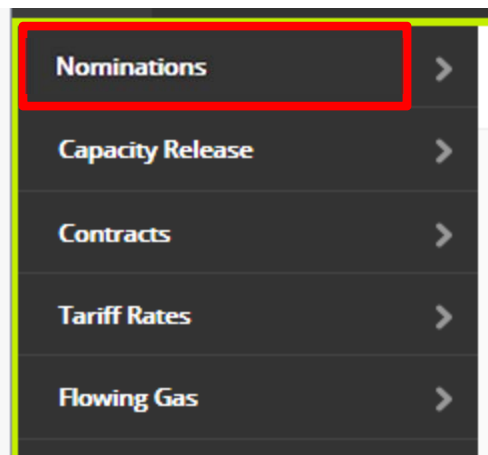 Nominations
Capacity Release
Contracts
Tariff Rates
Flowing Gas